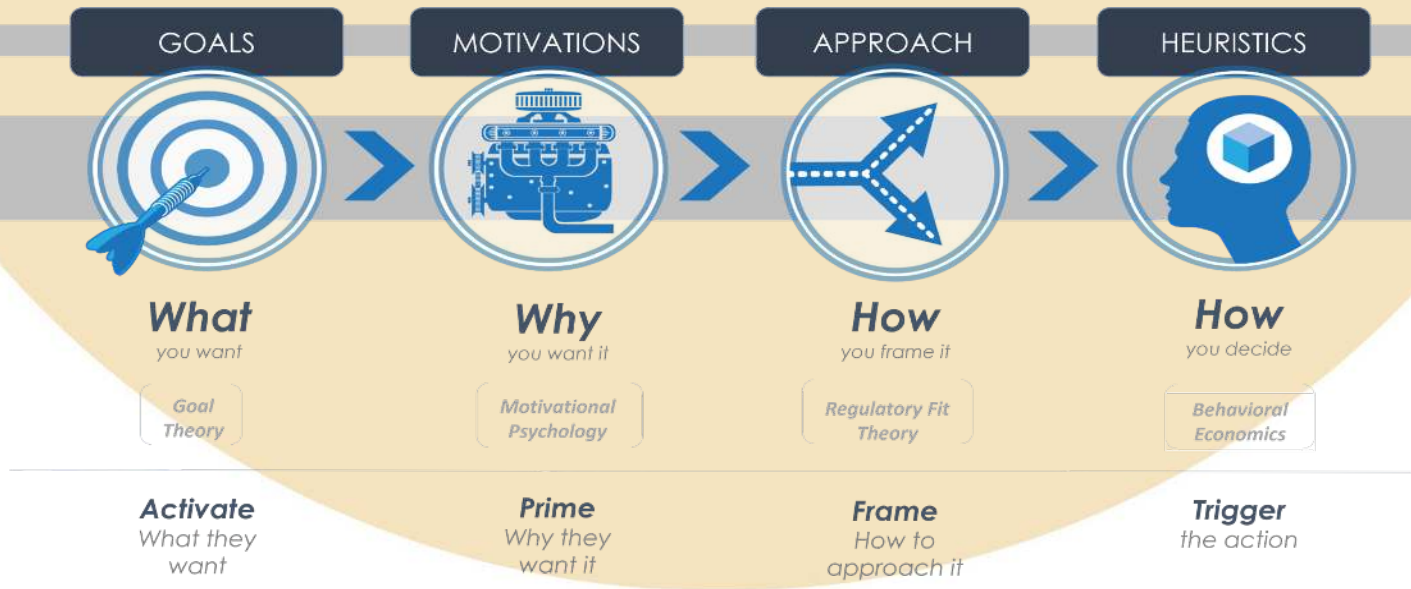 GOALS
MOTIVATIONS
APPROACH
HEURISTICS
What
you want
Why
you want it
How
you frame it
How
you decide
Goal
Theory
Motivational
Psychology
Regulatory Fit
Theory
Behavioral
Economics
Activate
What they
want
Prime
Why they
want it
Frame
How to
approach it
Trigger
the action